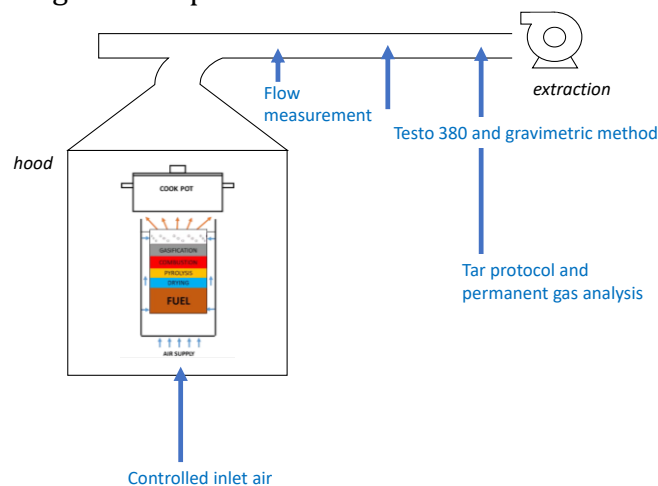 Flow
measurement
extraction
Testo 380 and gravimetric method
hood
COOK POT
GASIFICATION
COMBUSTION
PYROLYSIS
DRYING
FUEL
AIR SUPPLY
Tar protocol and
permanent gas analysis
Controlled inlet air